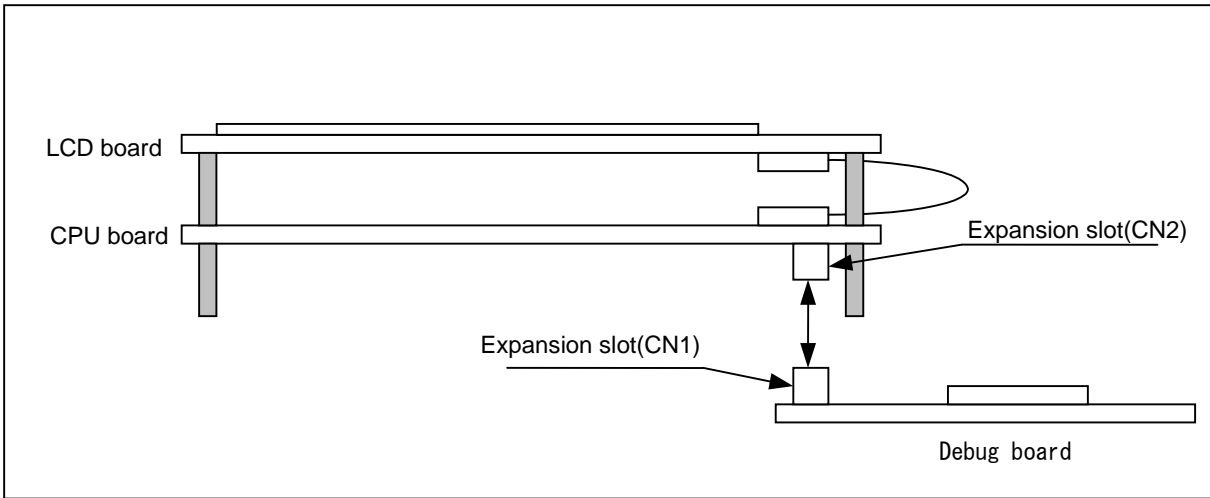 LCD board
CPU board
Expansion slot(CN2)
Expansion slot(CN1)
Debug board